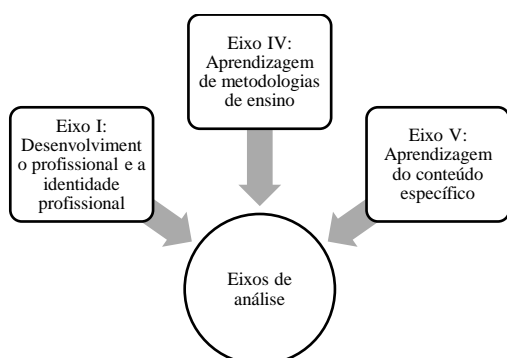 Eixo IV:
Aprendizagem
de metodologias
de ensino
Eixo I:
Desenvolviment
o profissional e a
identidade
profissional
Eixo V:
Aprendizagem
do conteúdo
específico
Eixos de
análise